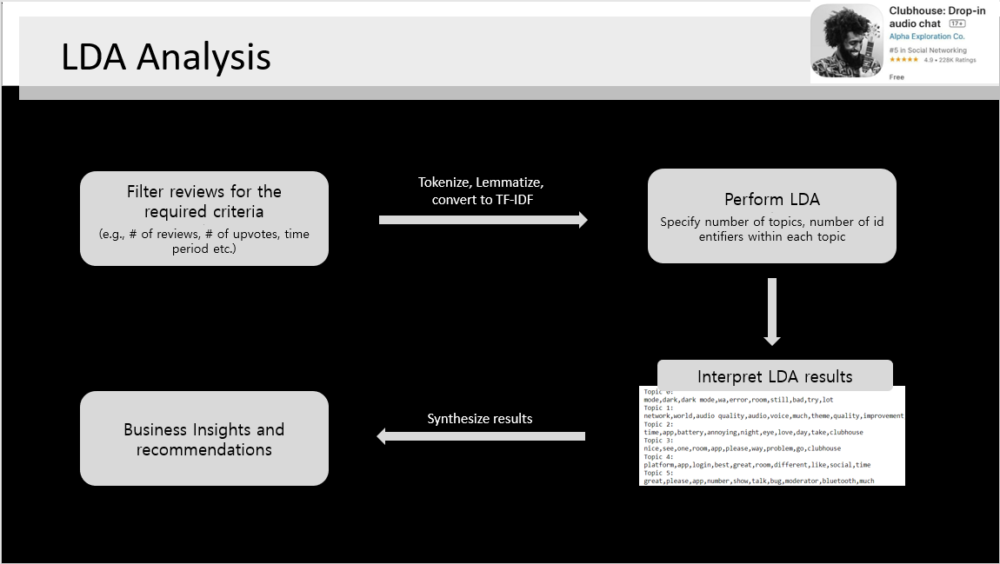 LDA Analysis
Clubhouse: Drop-in
audio chat 17+
Alpha Exploration Co.
#5 in Social Networking
★★★★★ 4.9 • 228K Ratings
Free
Filter reviews for the
required criteria
(e.g., # of reviews, # of upvotes, time
period etc.)
Tokenize, Lemmatize,
convert to TF-IDF
Perform LDA
Specify number of topics, number of id
entifiers within each topic
Interpret LDA results
Topic 0:
mode,dark,dark mode,wa,error,room,still,bad,try,lot
Topic 1:
network,world,audio quality,audio,voice,much,theme,quality,improvement
Topic 2:
time,app,battery,annoying,night,eye,love,day,take,clubhouse
Topic 3:
nice,see,one,room,app,please,way,problem,go,clubhouse
Topic 4:
platform,app,login,best,great,room,different,like,social,time
Topic 5:
great,please,app,number,show,talk,bug,moderator,bluetooth,much
Synthesize results
Business Insights and
recommendations